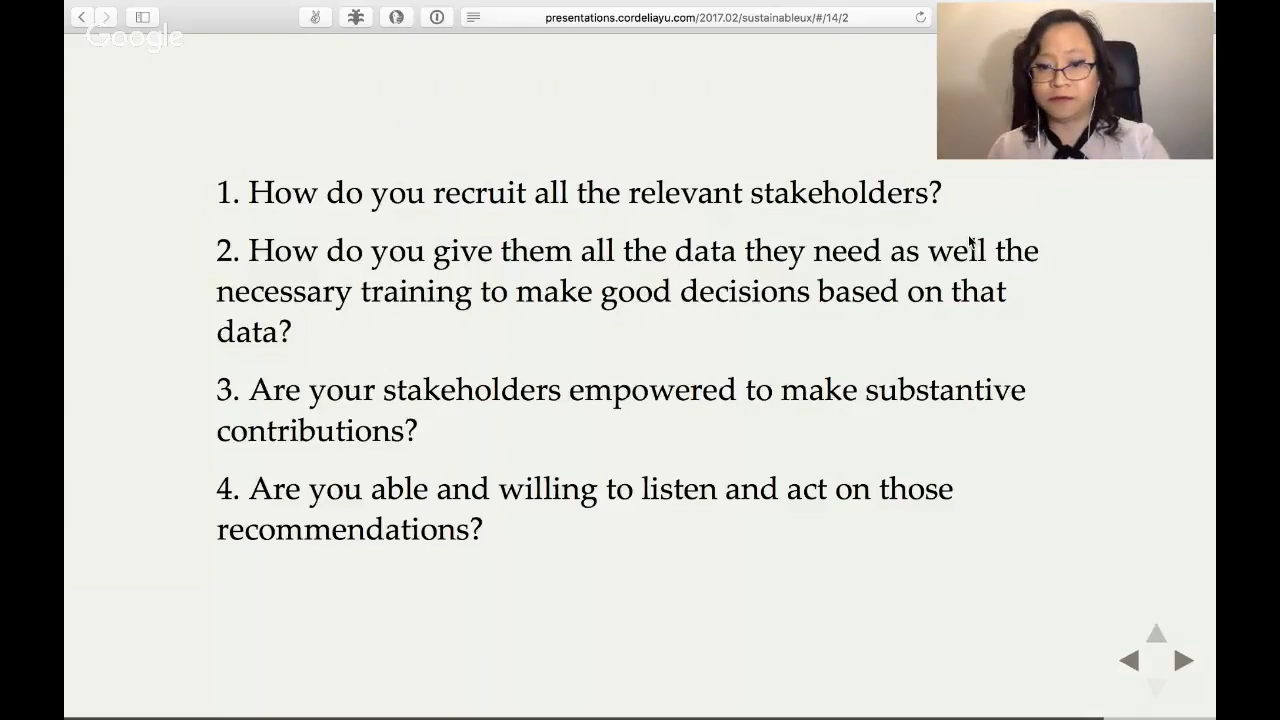 presentations.cordeliayu.com/2017.02/sustainableux/#/14/2
Google
1. How do you recruit all the relevant stakeholders?
2. How do you give them all the data they need as well the
necessary training to make good decisions based on that
data?
3. Are your stakeholders empowered to make substantive
contributions?
4. Are you able and willing to listen and act on those
recommendations?